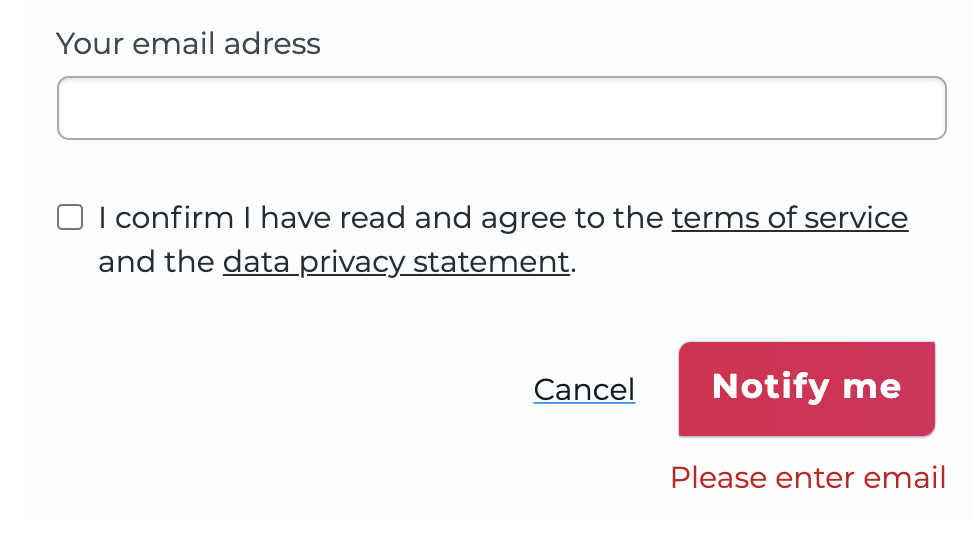 Your email adress
I confirm I have read and agree to the terms of service
and the data privacy statement.
Cancel
Notify me
Please enter email